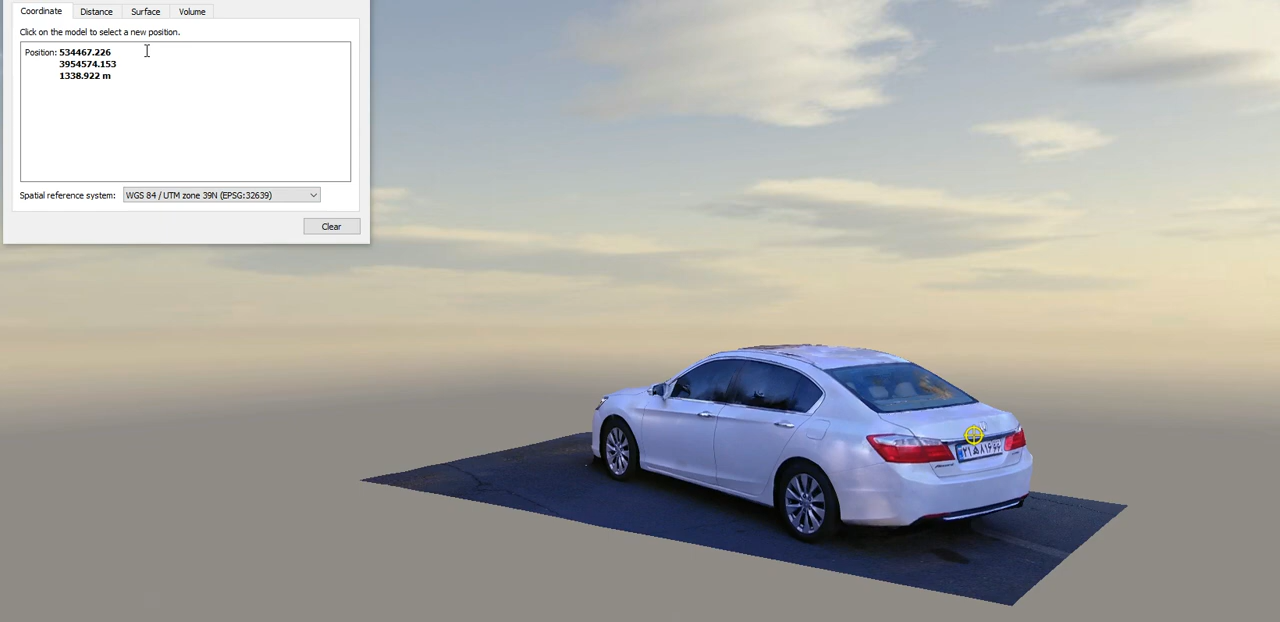 Coordinate Distance Surface Volume
Click on the model to select a new position.
Position: 534467.226
3954574.153
1338.922 m
Spatial reference system: WGS 84 / UTM zone 39N (EPSG:32639)
Clear